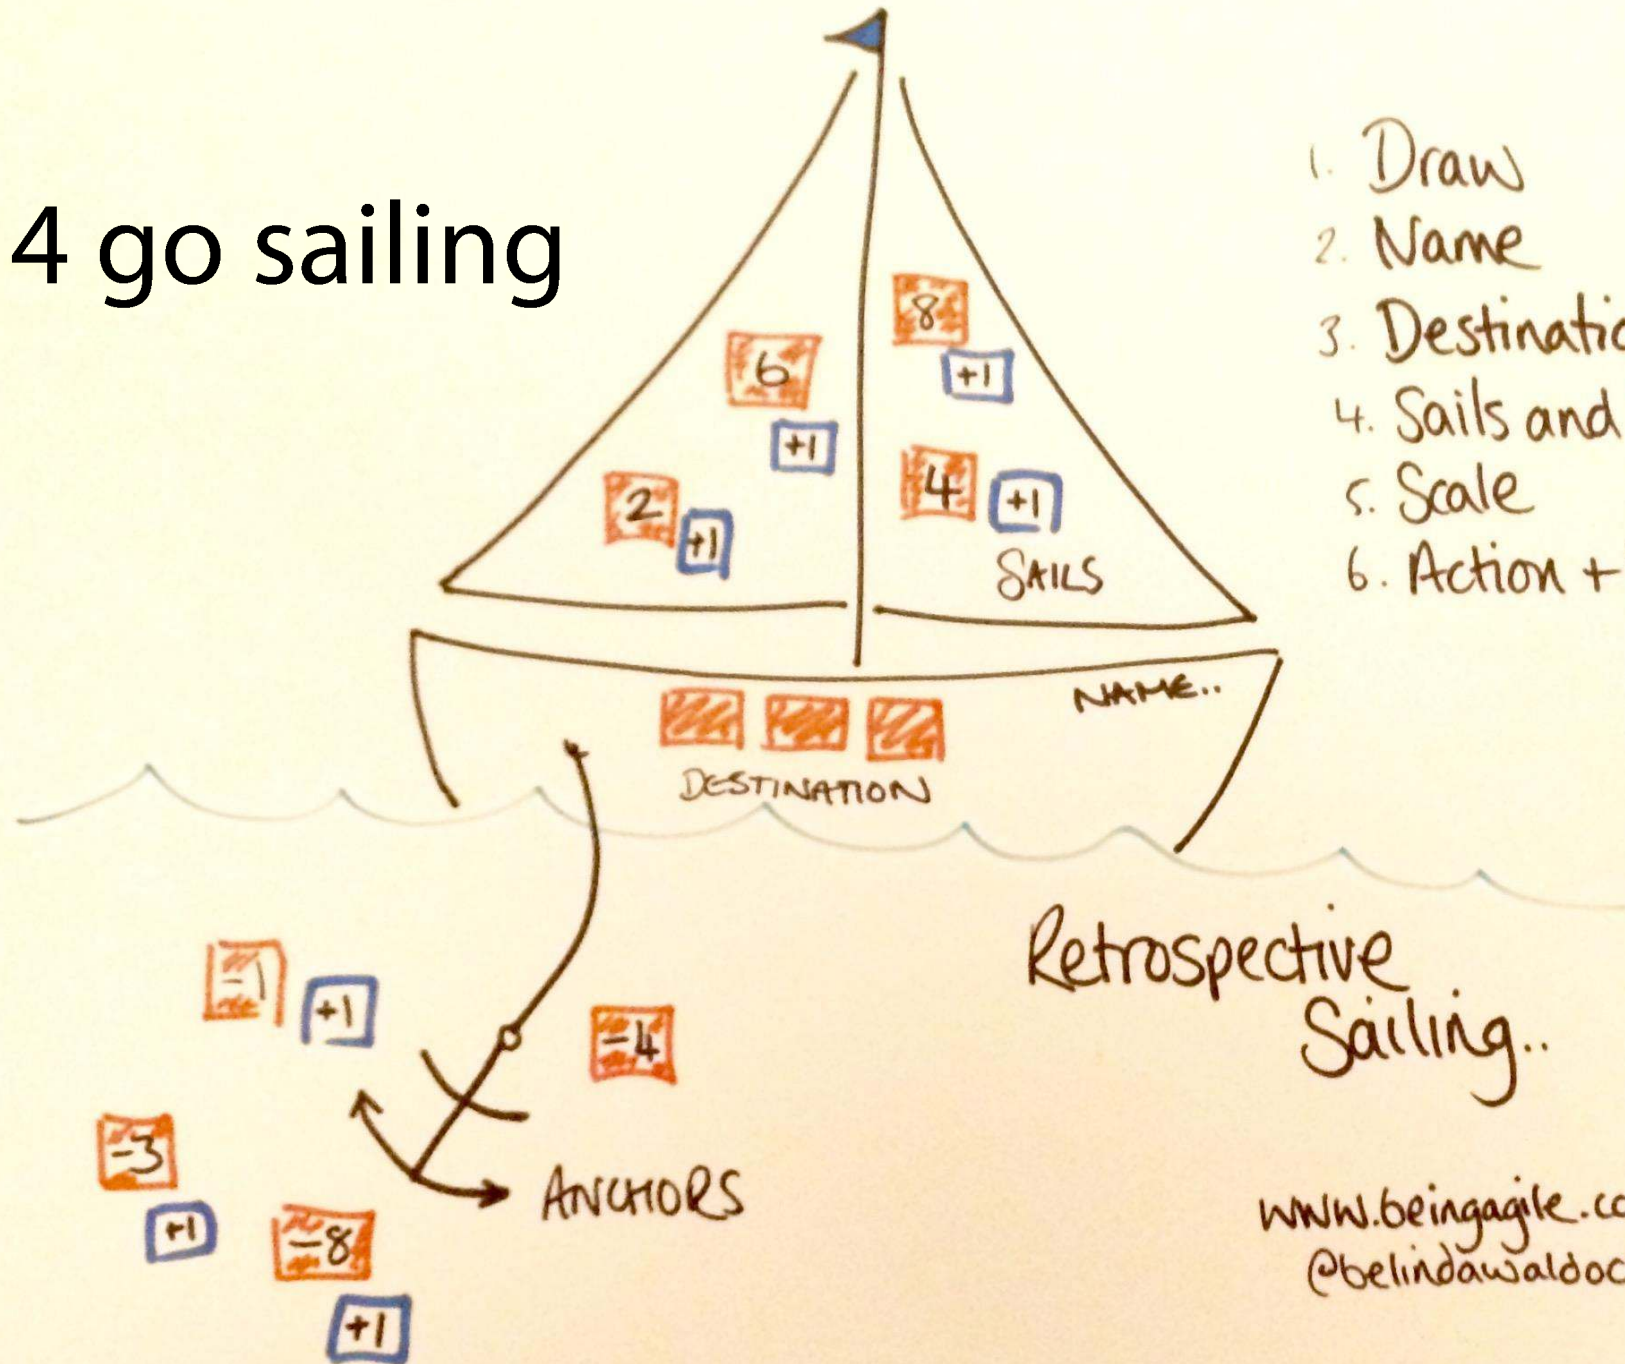 4 go sailing
1. Draw
2. Name
3. Destinatio
4. Sails and
5. Scale
6. Action +
8
+1
6
+1
4
+1
2
+1
SAILS
NAME..
DESTINATION
Retrospective
Sailing..
-1
+1
-4
-3
+1
-8
+1
ANCHORS
www.beingagile.co
@belindawaldoc